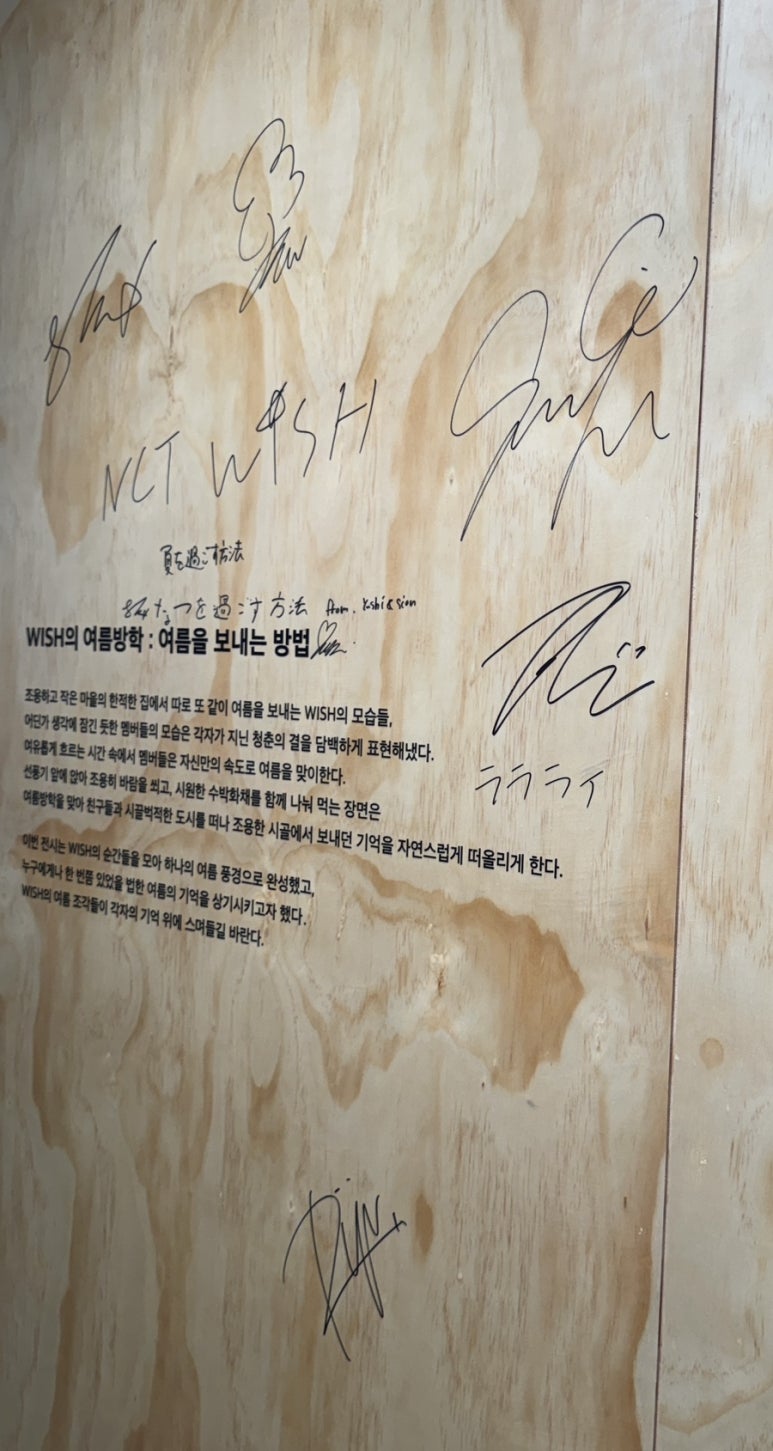 NCT WISH
夏を過ごす方法
なつを過ごす方法 from. Yushi & Sion
WISH의 여름방학 : 여름을 보내는 방법
조용하고 작은 마을의 한적한 집에서 따로 또 같이 여름을 보내는 WISH의 모습들,
어딘가 생각에 잠긴 듯한 멤버들의 모습은 각자가 지닌 청춘의 결을 담백하게 표현해냈다.
여유롭게 흐르는 시간 속에서 멤버들은 자신만의 속도로 여름을 맞이한다.
선풍기 앞에 앉아 조용히 바람을 쐬고, 시원한 수박화채를 함께 나눠 먹는 장면은
여름방학을 맞아 친구들과 시끌벅적한 도시를 떠나 조용한 시골에서 보내던 기억을 자연스럽게 떠올리게 한다.
이번 전시는 WISH의 순간들을 모아 하나의 여름 풍경으로 완성했고,
누구에게나 한 번쯤 있었을 법한 여름의 기억을 상기시키고자 했다.
WISH의 여름 조각들이 각자의 기억 위에 스며들길 바란다.
ララライ